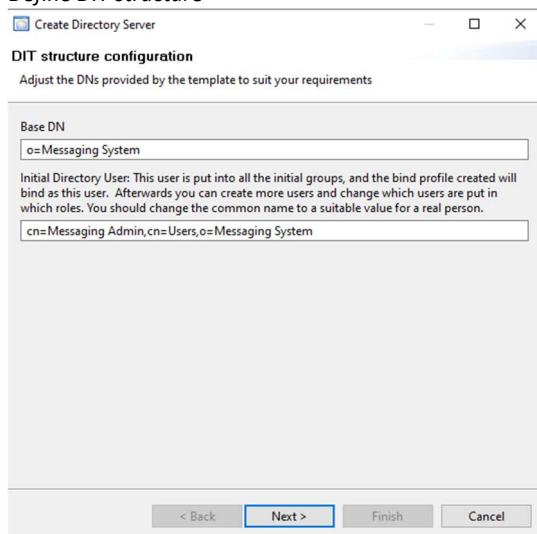 Create Directory Server
DIT structure configuration
Adjust the DNs provided by the template to suit your requirements
Base DN
o=Messaging System
Initial Directory User: This user is put into all the initial groups, and the bind profile created will
bind as this user. Afterwards you can create more users and change which users are put in
which roles. You should change the common name to a suitable value for a real person.
cn=Messaging Admin,cn=Users,o=Messaging System
< Back
Next >
Finish
Cancel